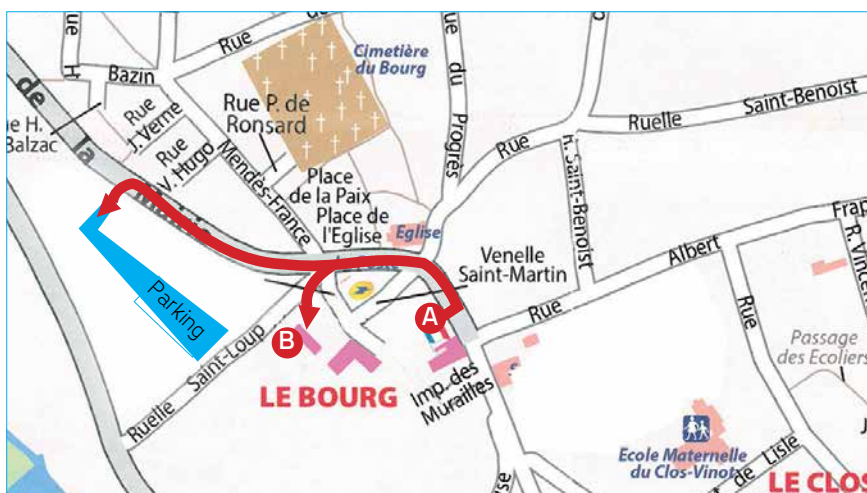 Bazin
Rue
de
la
Cimetière
du Bourg
Rue P. de
Ronsard
Rue
J. Verne
Rue
V. Hugo
Balzac
Mendès-France
Rue
du
Progrès
Rue
Ruelle
Saint-Benoist
R. Saint-Benoist
Place
de la Paix
Place de
l'Eglise
Eglise
Venelle
Saint-Martin
Parking
A
B
Rue
Albert
Frap
R. Vince
Rue
Passage
des Ecoliers
Ruelle
Saint-Loup
LE BOURG
Imp. des
Murailles
Ecole Maternelle
du Clos-Vinot
de Lisle
LE CLOS